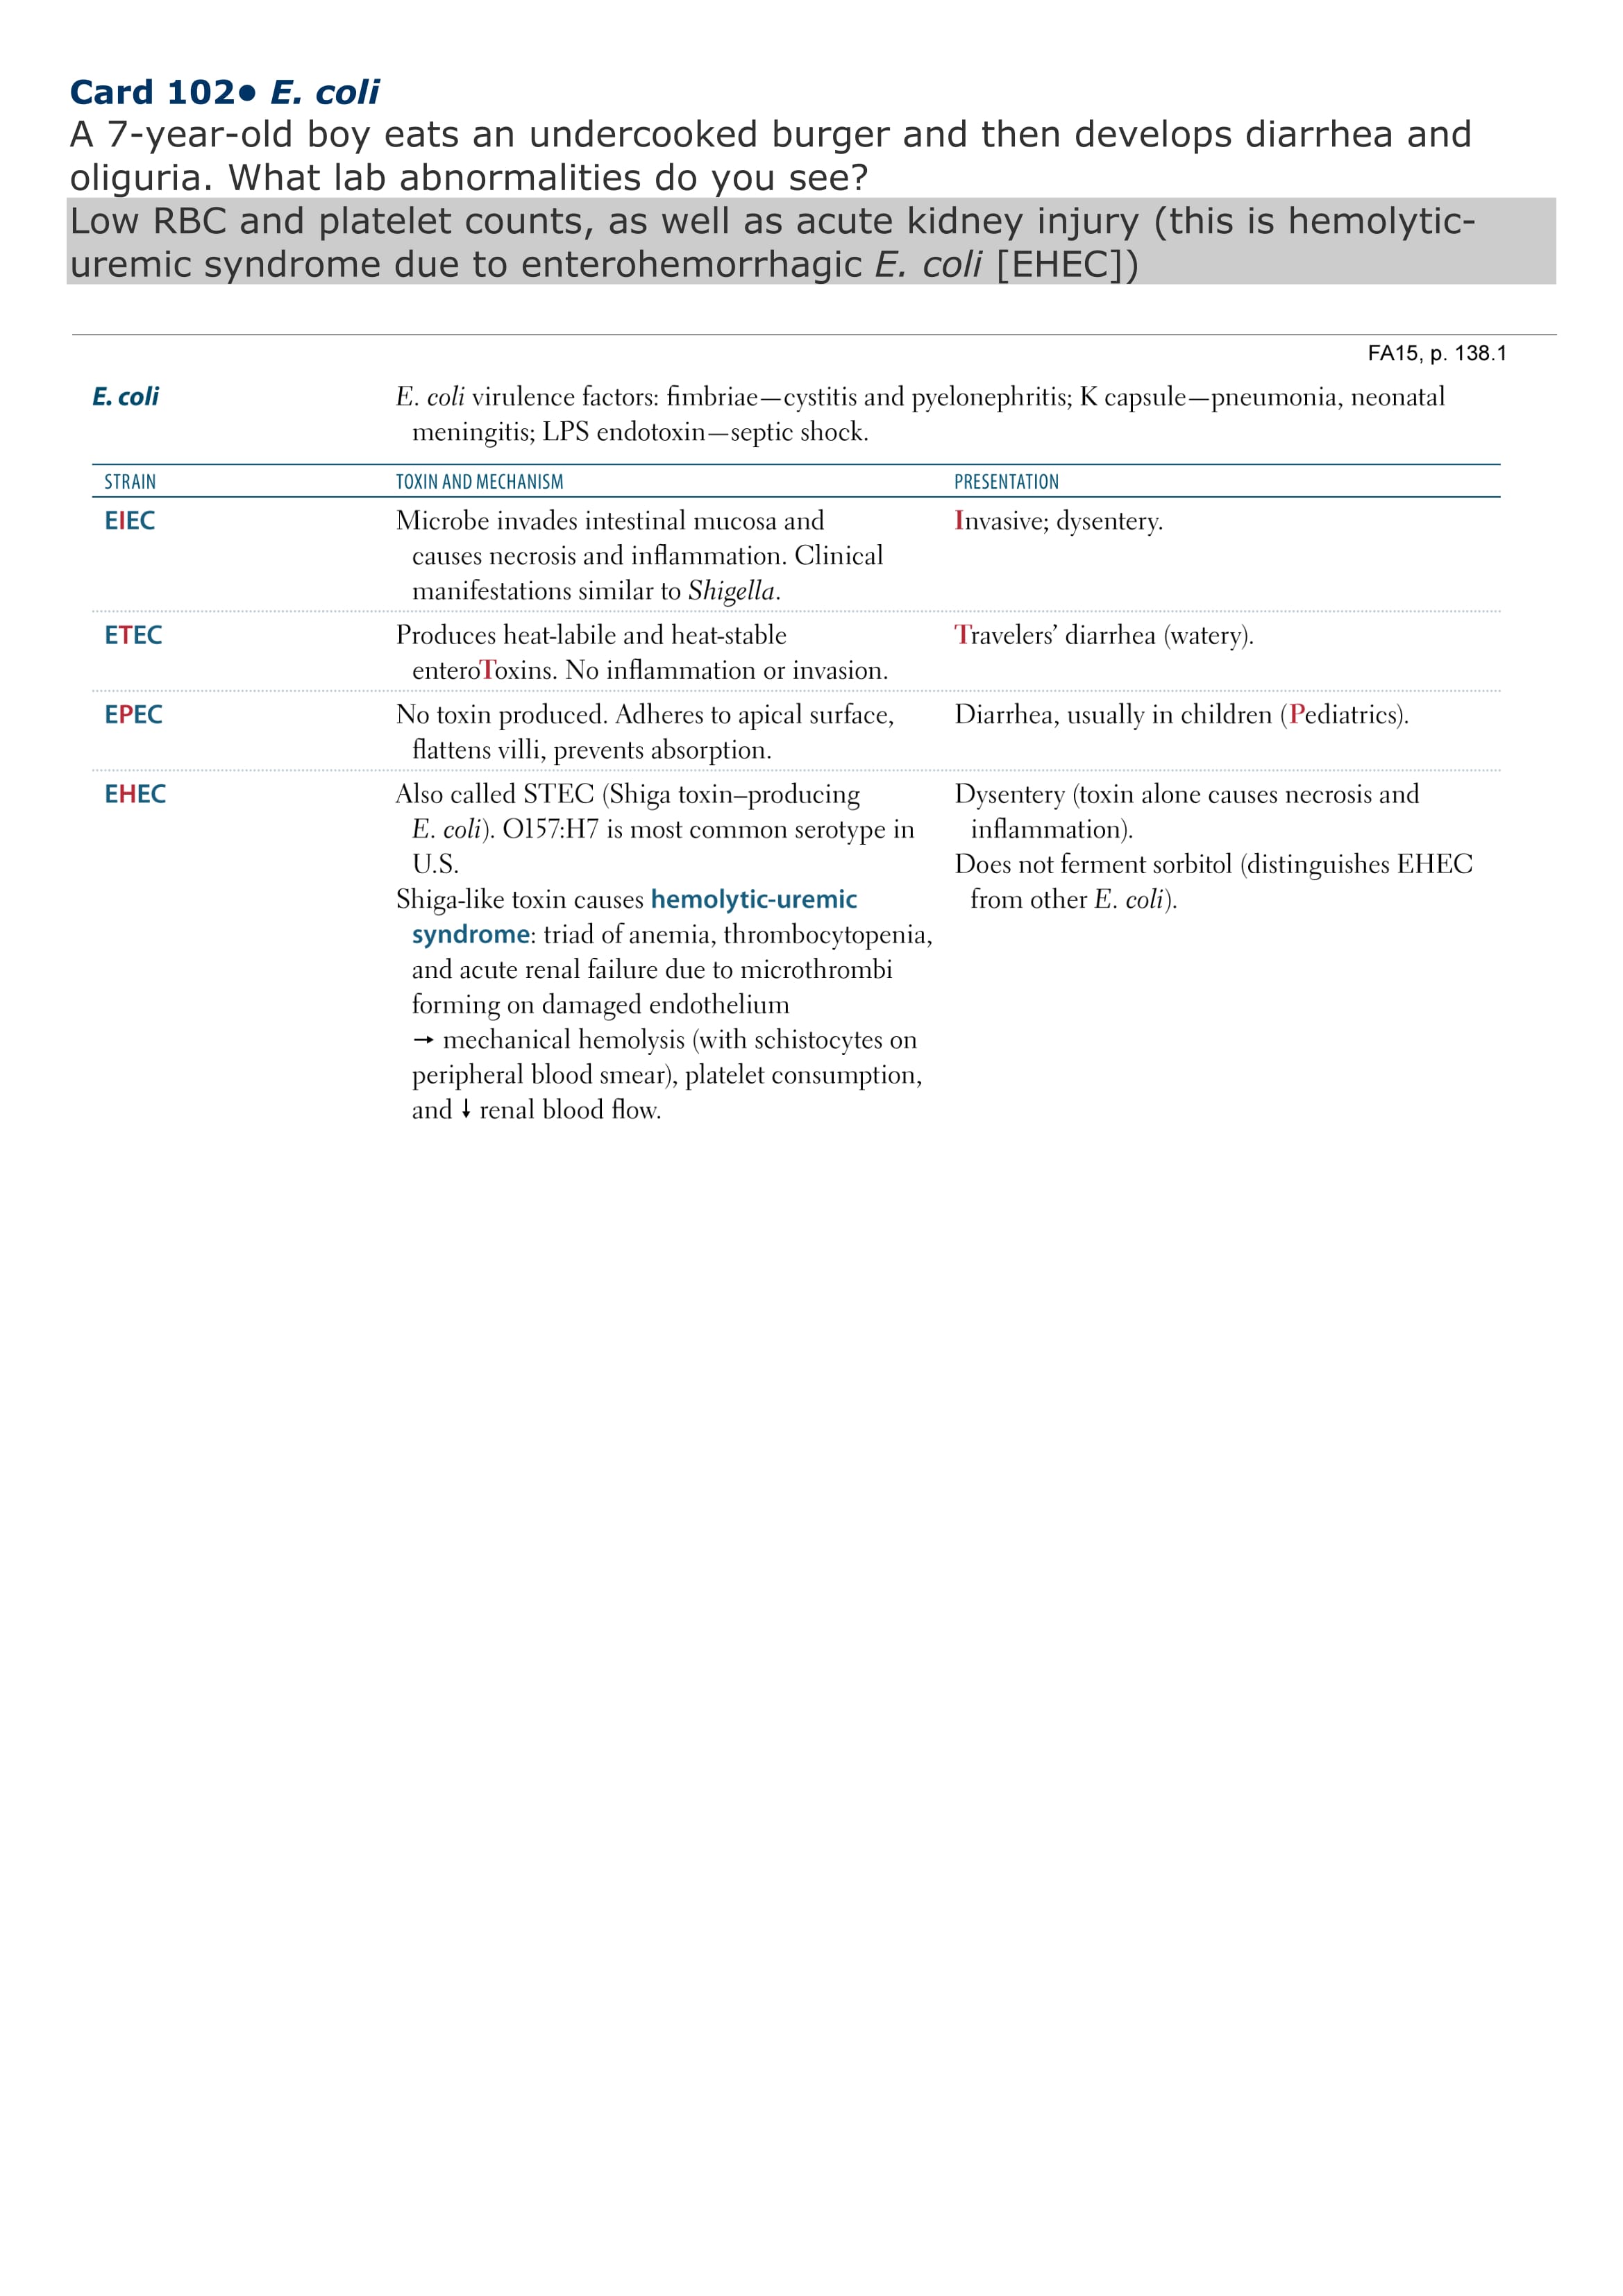 Card 102● E. coli
A 7-year-old boy eats an undercooked burger and then develops diarrhea and
oliguria. What lab abnormalities do you see?
Low RBC and platelet counts, as well as acute kidney injury (this is hemolytic-
uremic syndrome due to enterohemorrhagic E. coli [EHEC])
FA15, p. 138.1
E. coli
E. coli virulence factors: fimbriae—cystitis and pyelonephritis; K capsule—pneumonia, neonatal
meningitis; LPS endotoxin—septic shock.
STRAIN TOXIN AND MECHANISM PRESENTATION
EIEC
Microbe invades intestinal mucosa and
causes necrosis and inflammation. Clinical
manifestations similar to Shigella.
Invasive; dysentery.
ETEC
Produces heat-labile and heat-stable
enteroToxins. No inflammation or invasion.
Travelers’ diarrhea (watery).
EPEC
No toxin produced. Adheres to apical surface,
flattens villi, prevents absorption.
Diarrhea, usually in children (Pediatrics).
EHEC
Also called STEC (Shiga toxin–producing
E. coli). O157:H7 is most common serotype in
U.S.
Shiga-like toxin causes hemolytic-uremic
syndrome: triad of anemia, thrombocytopenia,
and acute renal failure due to microthrombi
forming on damaged endothelium
→ mechanical hemolysis (with schistocytes on
peripheral blood smear), platelet consumption,
and ↓ renal blood flow.
Dysentery (toxin alone causes necrosis and
inflammation).
Does not ferment sorbitol (distinguishes EHEC
from other E. coli).